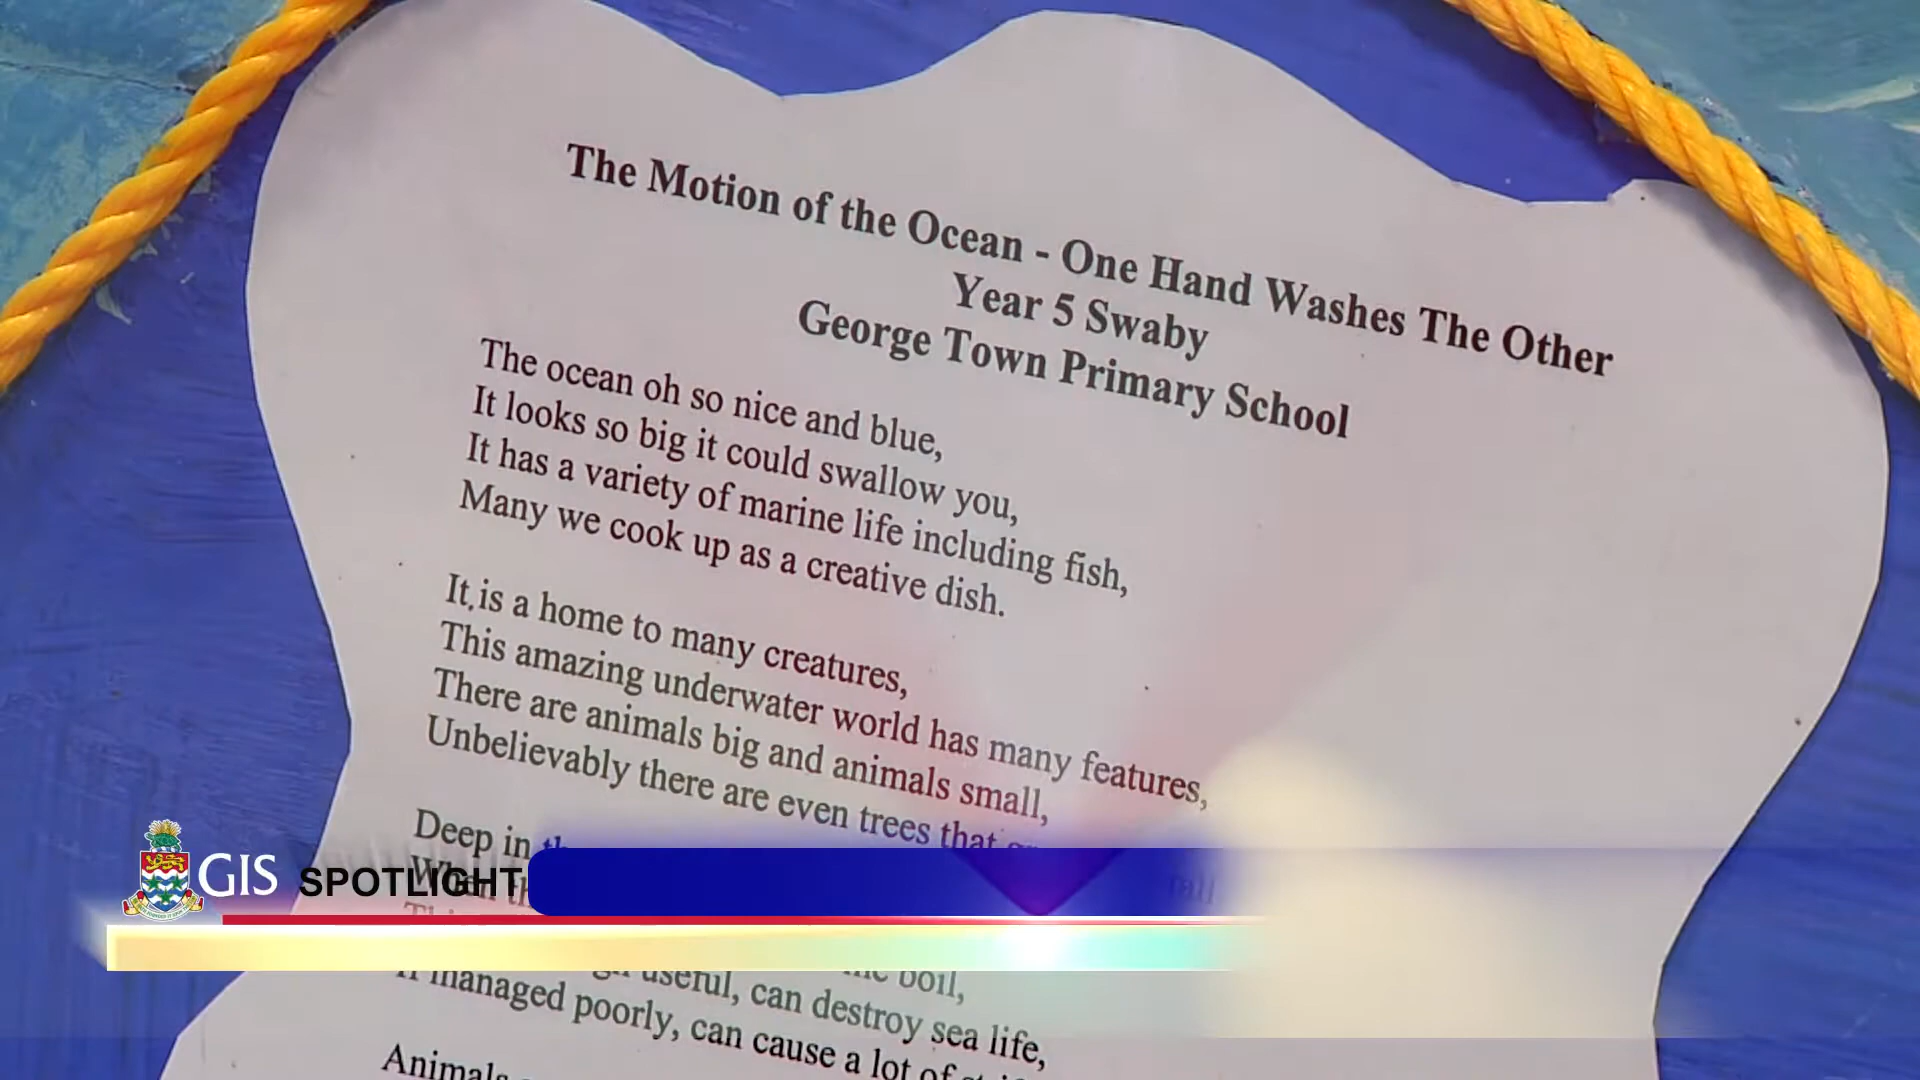 The Motion of the Ocean - One Hand Washes The Other
Year 5 Swaby
George Town Primary School
The ocean oh so nice and blue,
It looks so big it could swallow you,
It has a variety of marine life including fish,
Many we cook up as a creative dish.
It is a home to many creatures,
This amazing underwater world has many features,
There are animals big and animals small,
Unbelievably there are even trees that
Deep in
boil,
useful, can destroy sea life,
managed poorly, can cause a lot of
Animals
GIS SPOTLIGHT